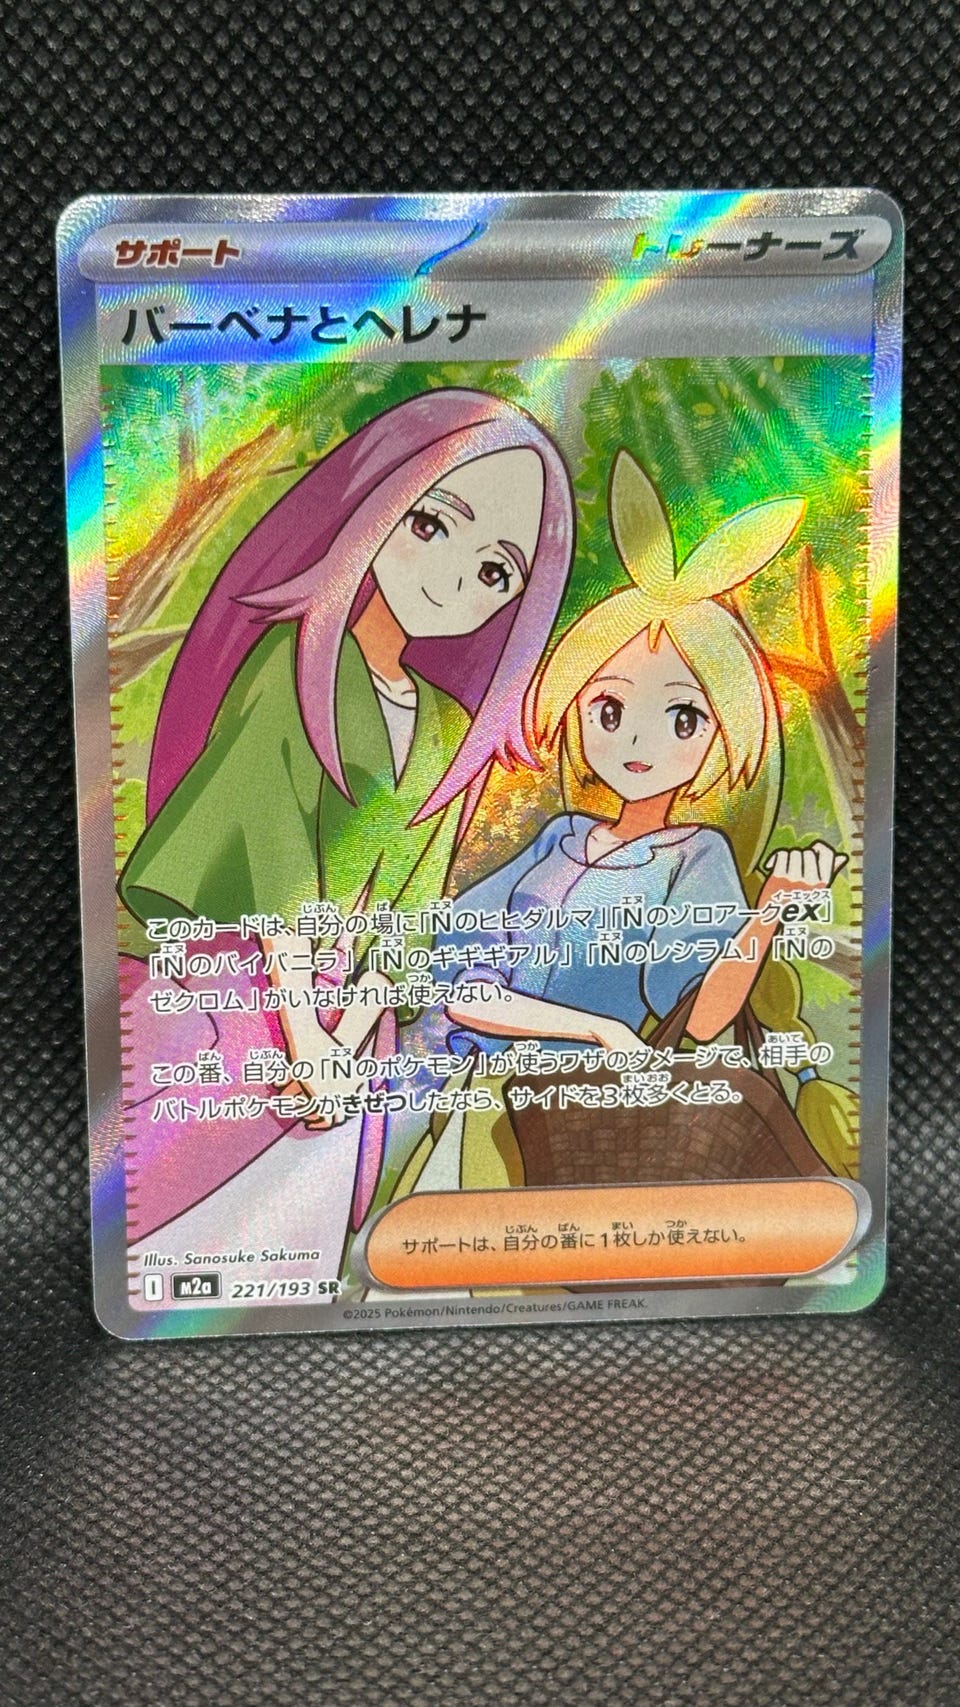 サポート
トレーナーズ
バーベナとヘレナ
このカードは、自分の場に「Nのヒヒダルマ」「Nのゾロアークex」
「Nのバイバニラ」「Nのギギギアル」「Nのレシラム」「Nの
ゼクロム」がいなければ使えない。
この番、自分の「Nのポケモン」が使うワザのダメージで、相手の
バトルポケモンがきぜつしたなら、サイドを3枚多くとる。
サポートは、自分の番に1枚しか使えない。
Illus. Sanosuke Sakuma
I M2a 221/193 SR
©2025 Pokémon/Nintendo/Creatures/GAME FREAK.